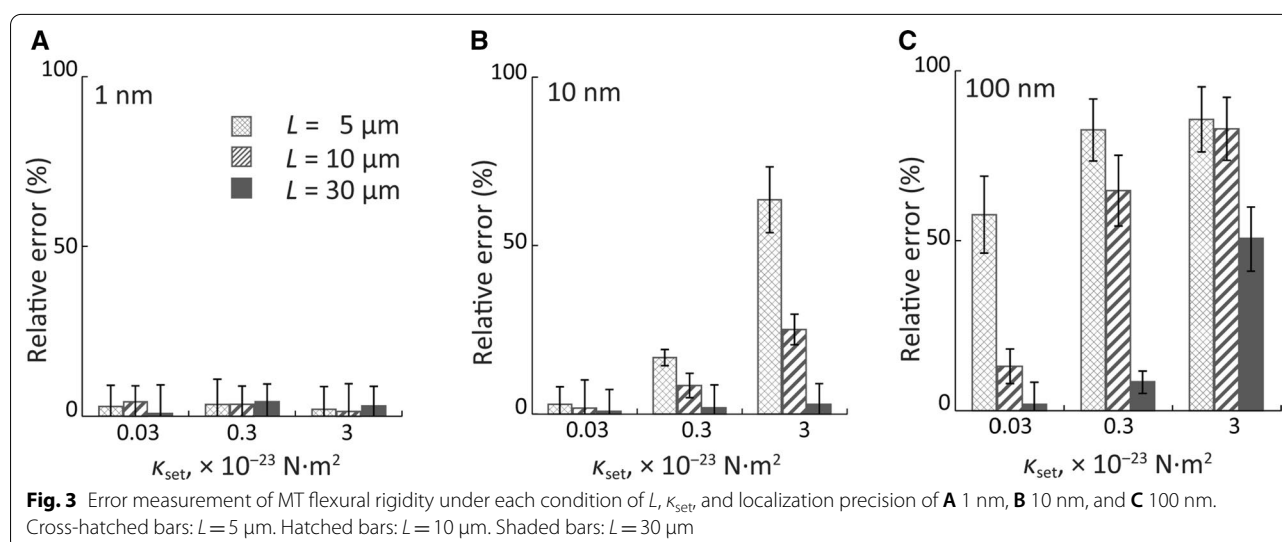 A
100
1 nm
L = 5 μm
L = 10 μm
L = 30 μm
50
0
Relative error (%)
0.03 0.3 3
κset, × 10−23 N·m2
B
100
10 nm
50
0
Relative error (%)
0.03 0.3 3
κset, × 10−23 N·m2
C
100
100 nm
50
0
Relative error (%)
0.03 0.3 3
κset, × 10−23 N·m2
Fig. 3 Error measurement of MT flexural rigidity under each condition of L, κset, and localization precision of A 1 nm, B 10 nm, and C 100 nm.
Cross-hatched bars: L = 5 μm. Hatched bars: L = 10 μm. Shaded bars: L = 30 μm